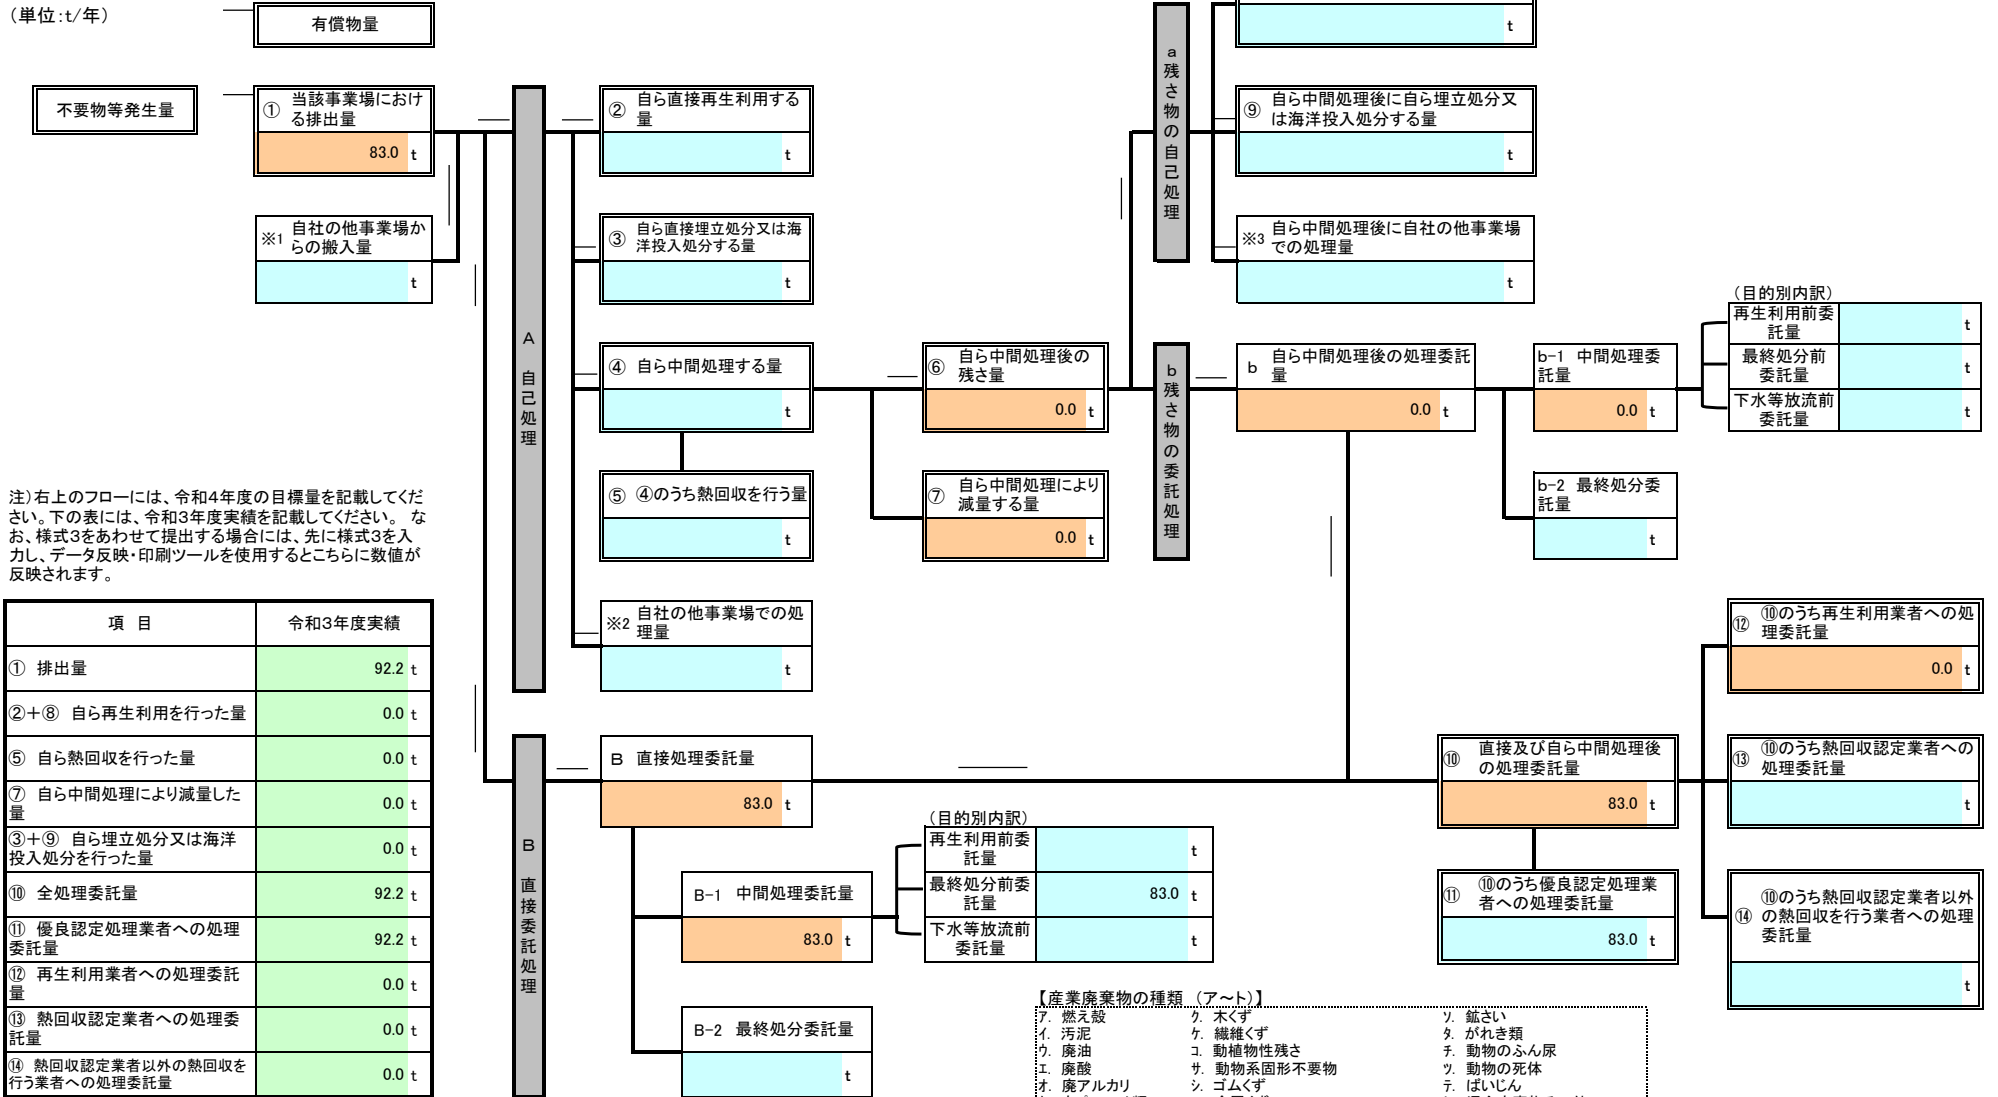 (単位:t/年)
有償物量
t
不要物等発生量
① 当該事業場におけ
る排出量
83.0 t
※1 自社の他事業場か
らの搬入量
t
A 自己処理
② 自ら直接再生利用する
量
t
③ 自ら直接埋立処分又は海
洋投入処分する量
t
④ 自ら中間処理する量
t
⑤ ④のうち熱回収を行う量
t
※2 自社の他事業場での処
理量
t
⑥ 自ら中間処理後の
残さ量
0.0 t
⑦ 自ら中間処理により
減量する量
0.0 t
a 残さ物の自己処理
⑨ 自ら中間処理後に自ら埋立処分又
は海洋投入処分する量
t
※3 自ら中間処理後に自社の他事業場
での処理量
t
b 残さ物の委託処理
b 自ら中間処理後の処理委託
量
0.0 t
b-1 中間処理委
託量
0.0 t
(目的別内訳)
再生利用前委
託量
t
最終処分前
委託量
t
下水等放流前
委託量
t
b-2 最終処分委
託量
t
注)右上のフローには、令和4年度の目標量を記載してくだ
さい。下の表には、令和3年度実績を記載してください。 な
お、様式3をあわせて提出する場合には、先に様式3を入
力し、データ反映・印刷ツールを使用するとこちらに数値が
反映されます。
項 目 令和3年度実績
① 排出量 92.2 t
②+⑧ 自ら再生利用を行った量 0.0 t
⑤ 自ら熱回収を行った量 0.0 t
⑦ 自ら中間処理により減量した
量 0.0 t
③+⑨ 自ら埋立処分又は海洋
投入処分を行った量 0.0 t
⑩ 全処理委託量 92.2 t
⑪ 優良認定処理業者への処理
委託量 92.2 t
⑫ 再生利用業者への処理委託
量 0.0 t
⑬ 熱回収認定業者への処理委
託量 0.0 t
⑭ 熱回収認定業者以外の熱回収を
行う業者への処理委託量 0.0 t
B 直接委託処理
B 直接処理委託量
83.0 t
B-1 中間処理委託量
83.0 t
(目的別内訳)
再生利用前委
託量
t
最終処分前委
託量
83.0 t
下水等放流前
委託量
t
B-2 最終処分委託量
t
⑩ 直接及び自ら中間処理後
の処理委託量
83.0 t
⑪ ⑩のうち優良認定処理業
者への処理委託量
83.0 t
⑫ ⑩のうち再生利用業者への処
理委託量
0.0 t
⑬ ⑩のうち熱回収認定業者への
処理委託量
t
⑭ ⑩のうち熱回収認定業者以外
の熱回収を行う業者への処理
委託量
t
【産業廃棄物の種類 (ア~ト)】
ア. 燃え殻 ク. 木くず ソ. 鉱さい
イ. 汚泥 ケ. 繊維くず タ. がれき類
ウ. 廃油 コ. 動植物性残さ チ. 動物のふん尿
エ. 廃酸 サ. 動物系固形不要物 ツ. 動物の死体
オ. 廃アルカリ シ. ゴムくず テ. ばいじん